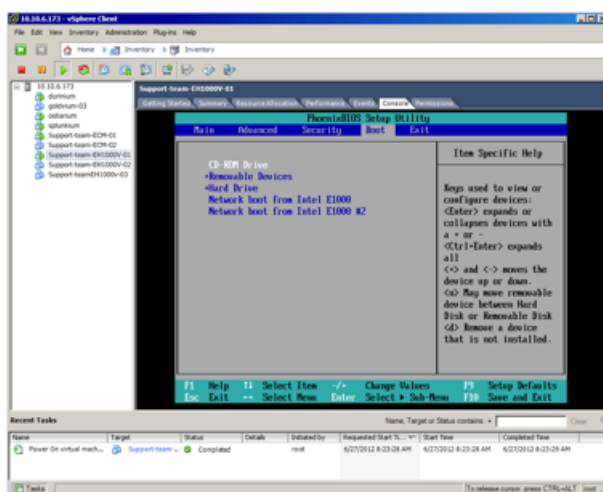 10.10.6.173 - vSphere Client
File Edit View Inventory Administration Plug-ins Help
Home Inventory Inventory
10.10.6.173
durinium
goldvium-03
ostarium
splunkium
Support-team-ECM-01
Support-team-ECM-02
Support-team-EH1000V-01
Support-team-EH1000V-02
Support-teamEH1000v-03
Support-team-EH1000V-01
Getting Started Summary Resource Allocation Performance Events Console Permissions
PhoenixBIOS Setup Utility
Main Advanced Security Boot Exit
CD-ROM Drive
+Removable Devices
+Hard Drive
Network boot from Intel E1000
Network boot from Intel E1000 #2
Item Specific Help
Keys used to view or
configure devices:
<Enter> expands or
collapses devices with
a + or -
<Ctrl+Enter> expands
all
<+> and <-> moves the
device up or down.
<n> May move removable
device between Hard
Disk or Removable Disk
<d> Remove a device
that is not installed.
F1 Help ↑↓ Select Item -/+ Change Values F9 Setup Defaults
Esc Exit ↔ Select Menu Enter Select ▸ Sub-Menu F10 Save and Exit
Recent Tasks
Name, Target or Status contains: Clear
Name Target Status Details Initiated by Requested Start Ti... Start Time Completed Time
Power On virtual mach... Support-team-... Completed root 6/27/2012 8:23:28 AM 6/27/2012 8:23:28 AM 6/27/2012 8:23:29 AM
Tasks To release cursor, press CTRL+ALT root